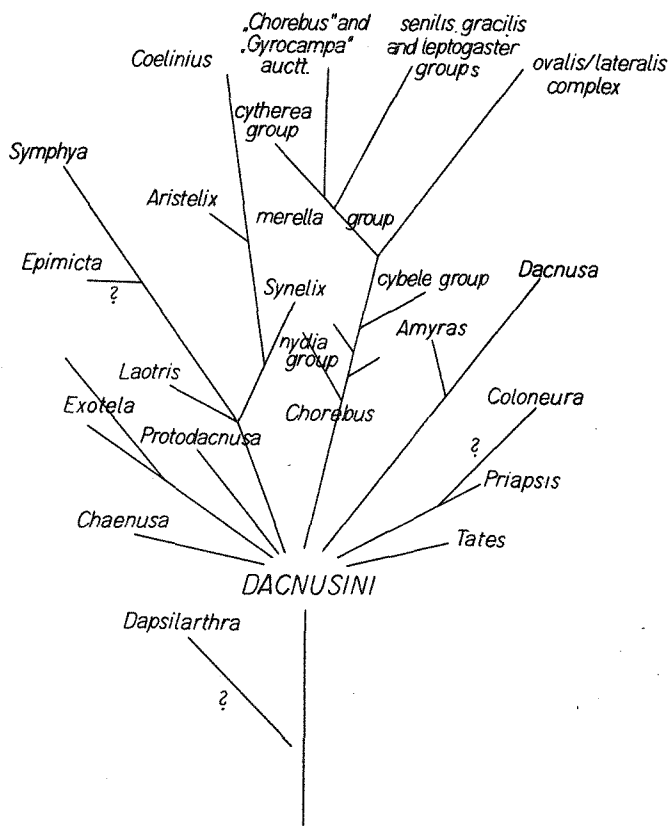 „Chorebus" and
„Gyrocampa"
auctt.
senilis, gracilis
and leptogaster
groups
Coelinius
ovalis/lateralis
complex
cytherea
group
Symphya
Aristelix
merella group
Epimicta
?
Synelix
cybele group
Dacnusa
nydia
group
Amyras
Laotris
Exotela
Chorebus
Coloneura
Protodacnusa
?
Priapsis
Chaenusa
Tates
DACNUSINI
Dapsilarthra
?